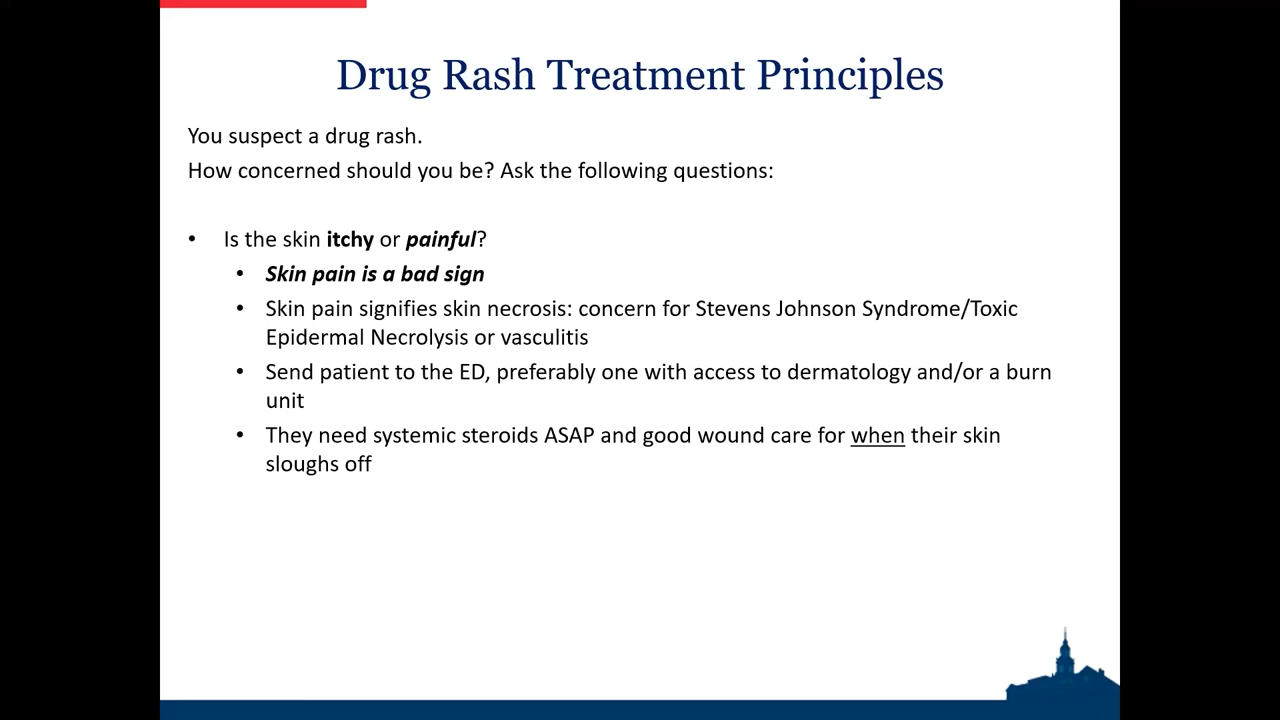 Drug Rash Treatment Principles
You suspect a drug rash.
How concerned should you be? Ask the following questions:
• Is the skin itchy or painful?
• Skin pain is a bad sign
• Skin pain signifies skin necrosis: concern for Stevens Johnson Syndrome/Toxic
Epidermal Necrolysis or vasculitis
• Send patient to the ED, preferably one with access to dermatology and/or a burn
unit
• They need systemic steroids ASAP and good wound care for when their skin
sloughs off